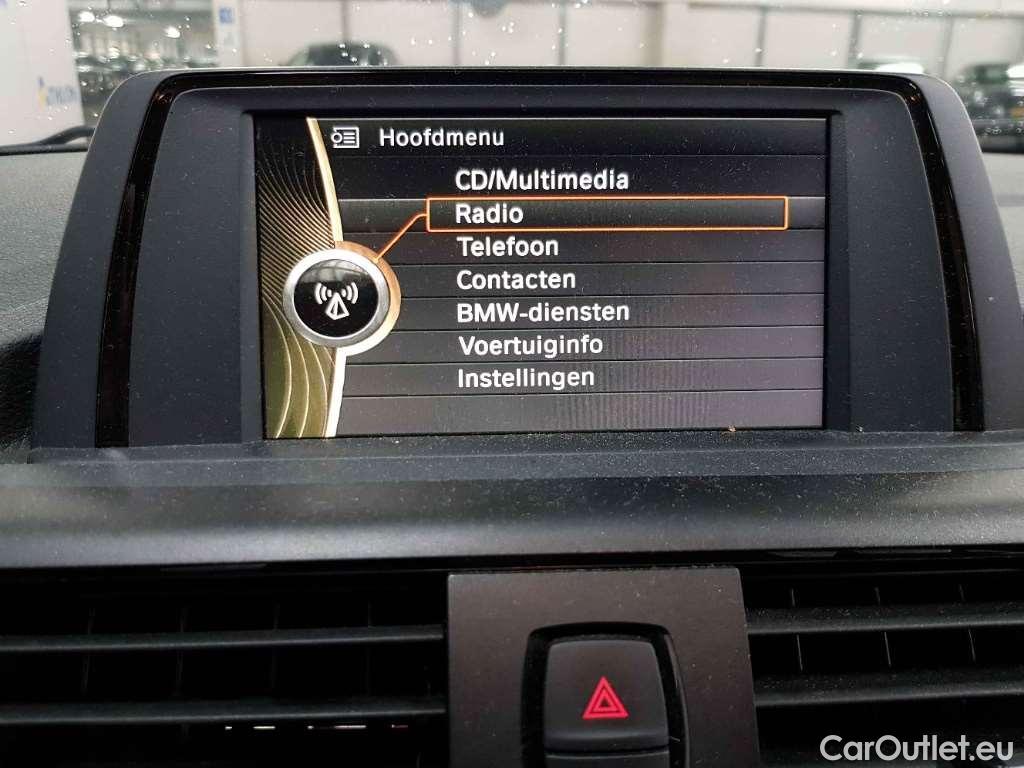 Hoofdmenu
CD/Multimedia
Radio
Telefoon
Contacten
BMW-diensten
Voertuiginfo
Instellingen
CarOutlet.eu